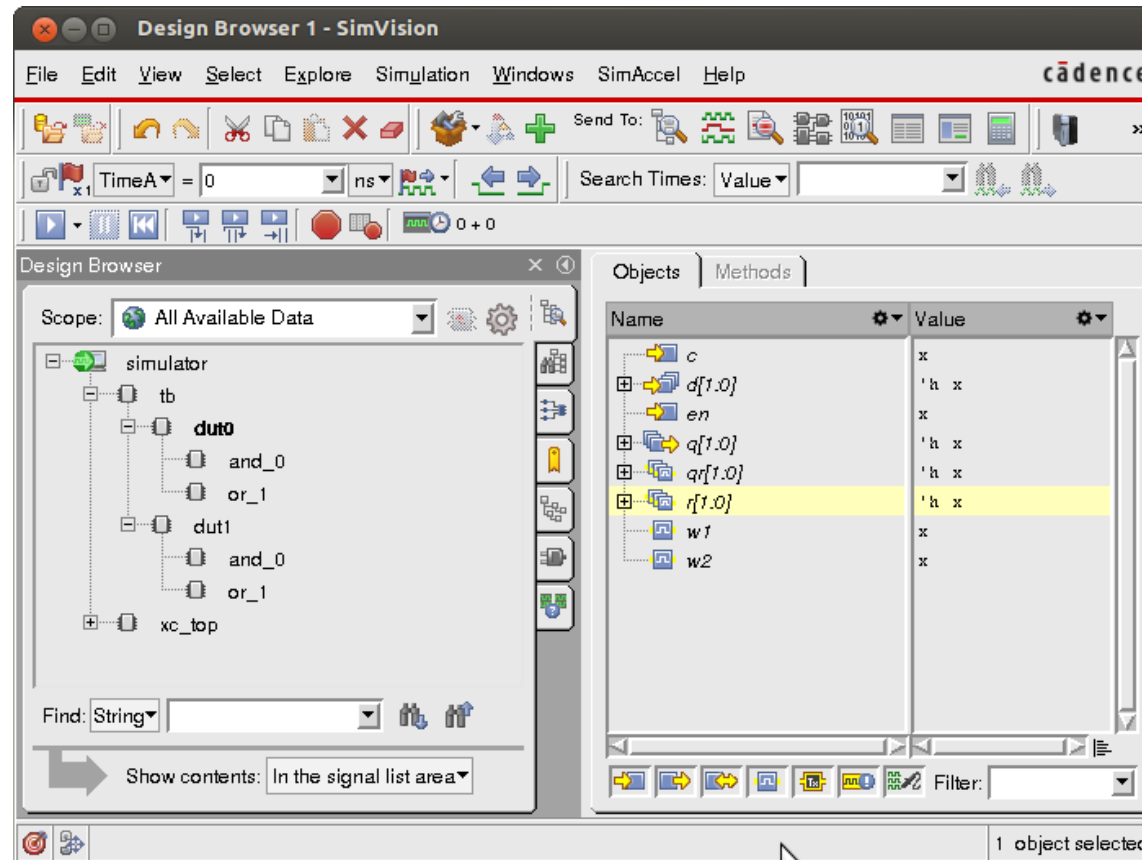 Design Browser 1 - SimVision
File Edit View Select Explore Simulation Windows SimAccel Help cādence
Send To:
TimeA = 0 ns Search Times: Value
0 + 0
Design Browser
Scope: All Available Data
simulator
tb
dut0
and_0
or_1
dut1
and_0
or_1
xc_top
Find: String
Show contents: In the signal list area
Objects Methods
Name Value
c x
d[1:0] 'h x
en x
q[1:0] 'h x
qr[1:0] 'h x
r[1:0] 'h x
w1 x
w2 x
Filter:
1 object selected